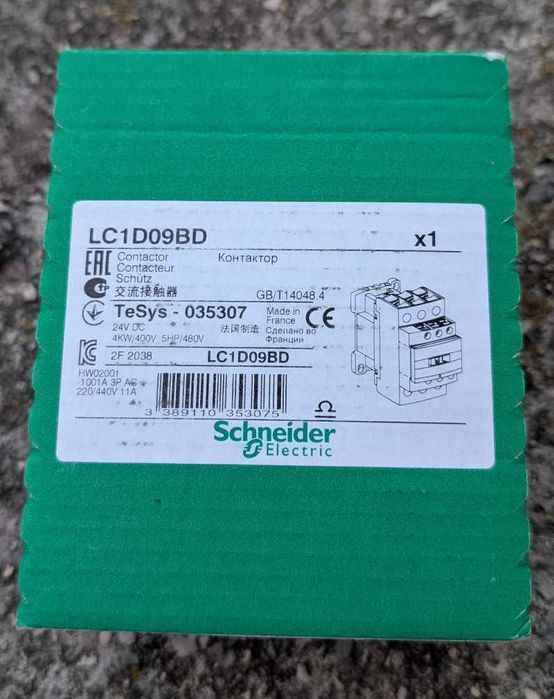 LC1D09BD x1
EAC Contactor Контактор
Contacteur
Schütz
交流接触器 GB/T14048.4
TeSys - 035307 Made in France CE
24V DC 法国制造 Сделано во Франции
4KW/400V 5HP/480V
2F 2038 LC1D09BD
HW02001
1001A 3P AC
220/440V 11A
3 389110 353075
Schneider
Electric